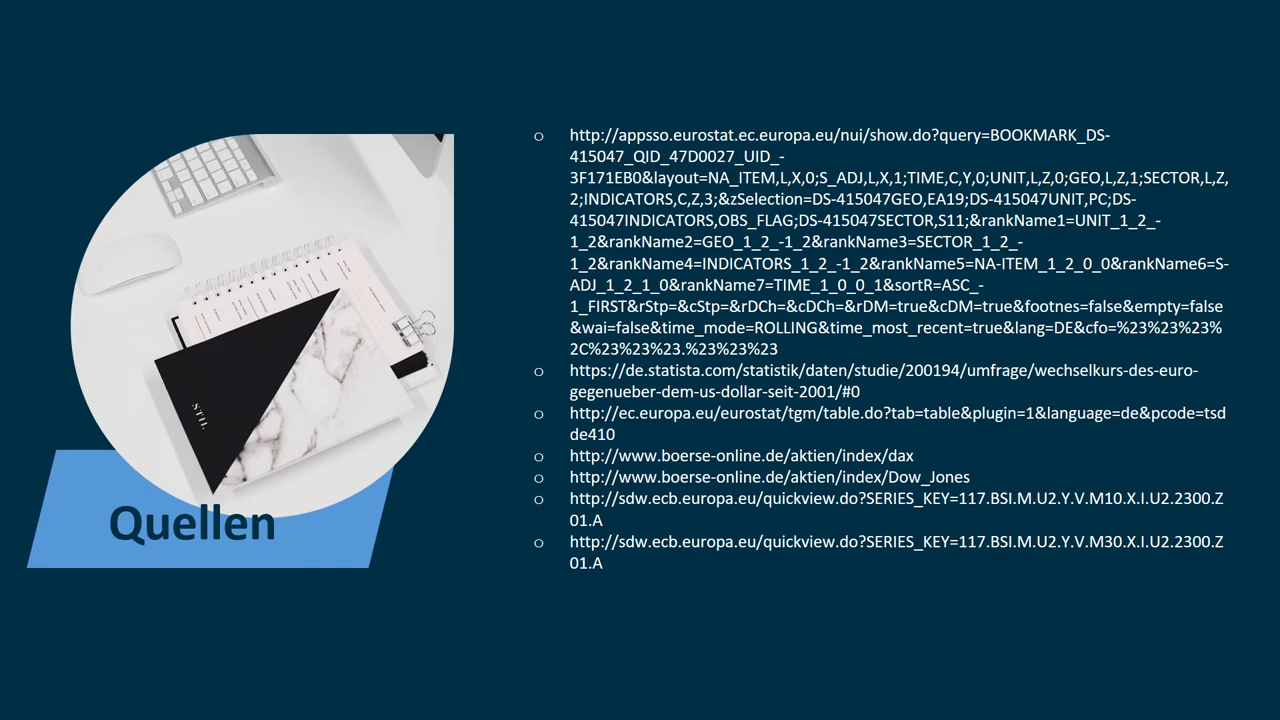 http://appsso.eurostat.ec.europa.eu/nui/show.do?query=BOOKMARK_DS-
415047_QID_47D0027_UID_-
3F171EB0&layout=NA_ITEM,L,X,0;S_ADJ,L,X,1;TIME,C,Y,0;UNIT,L,Z,0;GEO,L,Z,1;SECTOR,L,Z,
2;INDICATORS,C,Z,3;&zSelection=DS-415047GEO,EA19;DS-415047UNIT,PC;DS-
415047INDICATORS,OBS_FLAG;DS-415047SECTOR,S11;&rankName1=UNIT_1_2_-
1_2&rankName2=GEO_1_2_-1_2&rankName3=SECTOR_1_2_-
1_2&rankName4=INDICATORS_1_2_-1_2&rankName5=NA-ITEM_1_2_0_0&rankName6=S-
ADJ_1_2_1_0&rankName7=TIME_1_0_0_1&sortR=ASC_-
1_FIRST&rStp=&cStp=&rDCh=&cDCh=&rDM=true&cDM=true&footnes=false&empty=false
&wai=false&time_mode=ROLLING&time_most_recent=true&lang=DE&cfo=%23%23%23%
2C%23%23%23.%23%23%23
https://de.statista.com/statistik/daten/studie/200194/umfrage/wechselkurs-des-euro-
gegenueber-dem-us-dollar-seit-2001/#0
http://ec.europa.eu/eurostat/tgm/table.do?tab=table&plugin=1&language=de&pcode=tsd
de410
http://www.boerse-online.de/aktien/index/dax
http://www.boerse-online.de/aktien/index/Dow_Jones
http://sdw.ecb.europa.eu/quickview.do?SERIES_KEY=117.BSI.M.U2.Y.V.M10.X.I.U2.2300.Z
01.A
http://sdw.ecb.europa.eu/quickview.do?SERIES_KEY=117.BSI.M.U2.Y.V.M30.X.I.U2.2300.Z
01.A
STIL
Quellen